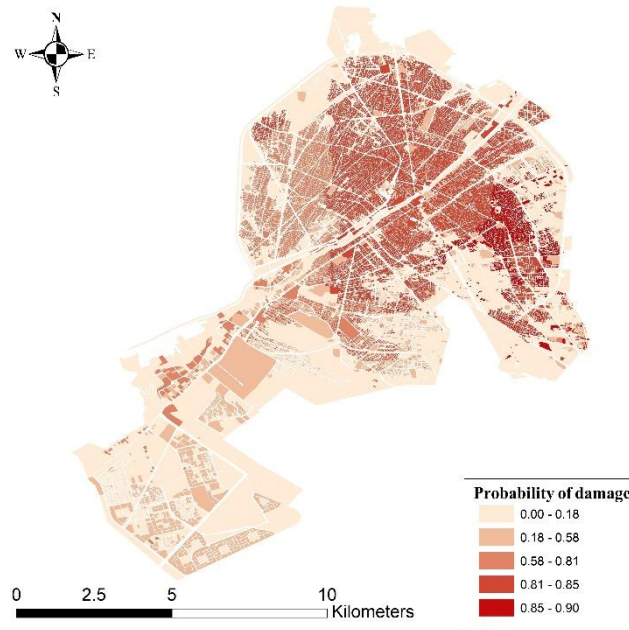 N
W E
S
Probability of damage
0.00 - 0.18
0.18 - 0.58
0.58 - 0.81
0.81 - 0.85
0.85 - 0.90
0 2.5 5 10
Kilometers